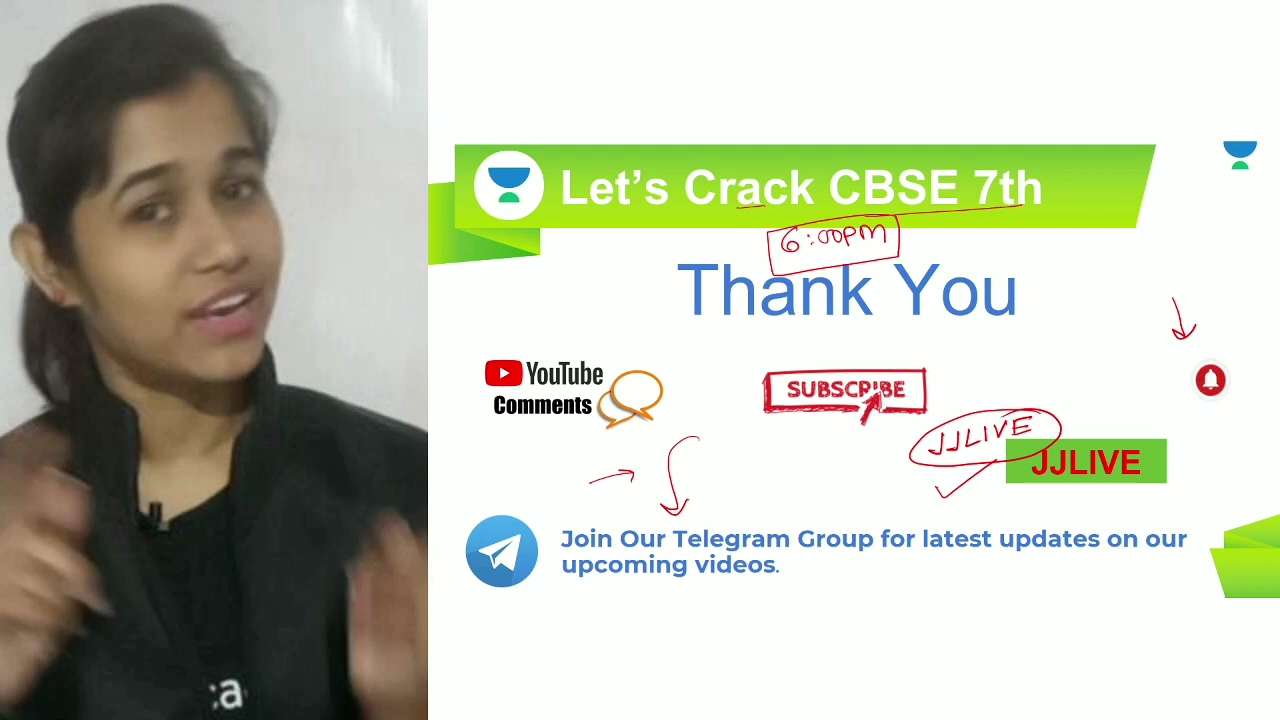 Let's Crack CBSE 7th
6:00PM
Thank You
YouTube
Comments
SUBSCRIBE
JJLIVE
JJLIVE
Join Our Telegram Group for latest updates on our
upcoming videos.
:a